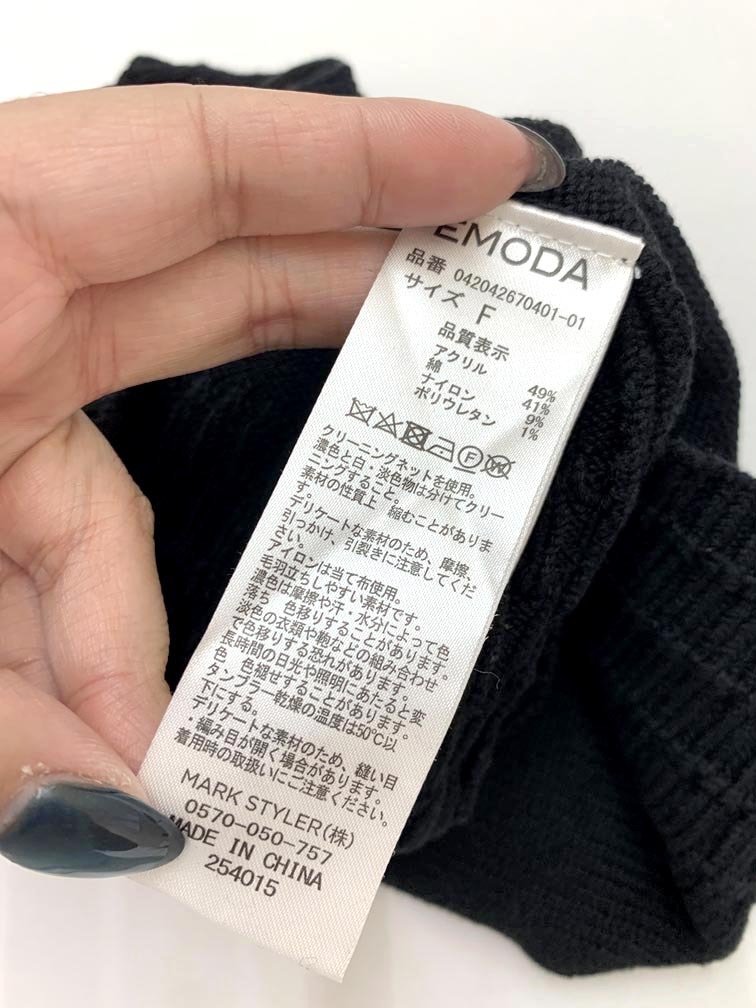 EMODA
品番 042042670401-01
サイズ F
品質表示
アクリル 49%
綿 41%
ナイロン 9%
ポリウレタン 1%
F W
クリーニングネットを使用。
濃色と白・淡色物は分けてクリー
ニングすること。
素材の性質上 縮むことがありま
す。
デリケートな素材のため、摩擦、
引っかけ、引裂きに注意してくだ
さい。
アイロンは当て布使用。
毛羽立ちしやすい素材です。
濃色は摩擦や汗・水分によって色
落ち 色移りすることがあります。
淡色の衣類や靴などの組み合わせ
で色移りする恐れがあります。
長時間の日光や照明にあたると変
色、色褪せすることがあります。
タンブラー乾燥の温度は50℃以
下にする。
デリケートな素材のため、縫い目
・編み目が開く場合があります。
着用時の取扱いにご注意ください。
MARK STYLER(株)
0570-050-757
MADE IN CHINA
254015